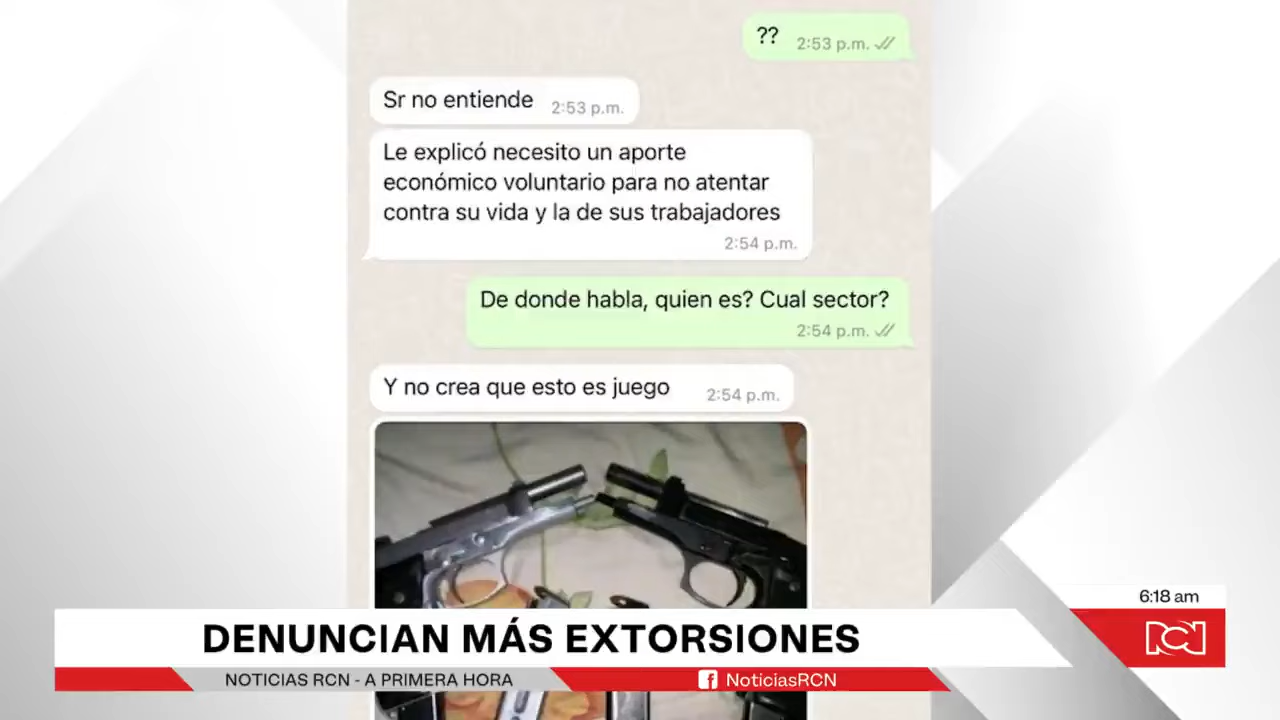 ??
2:53 p.m.
Sr no entiende
2:53 p.m.
Le explicó necesito un aporte
económico voluntario para no atentar
contra su vida y la de sus trabajadores
2:54 p.m.
De donde habla, quien es? Cual sector?
2:54 p.m.
Y no crea que esto es juego
2:54 p.m.
6:18 am
DENUNCIAN MÁS EXTORSIONES
RCN
NOTICIAS RCN - A PRIMERA HORA
NoticiasRCN